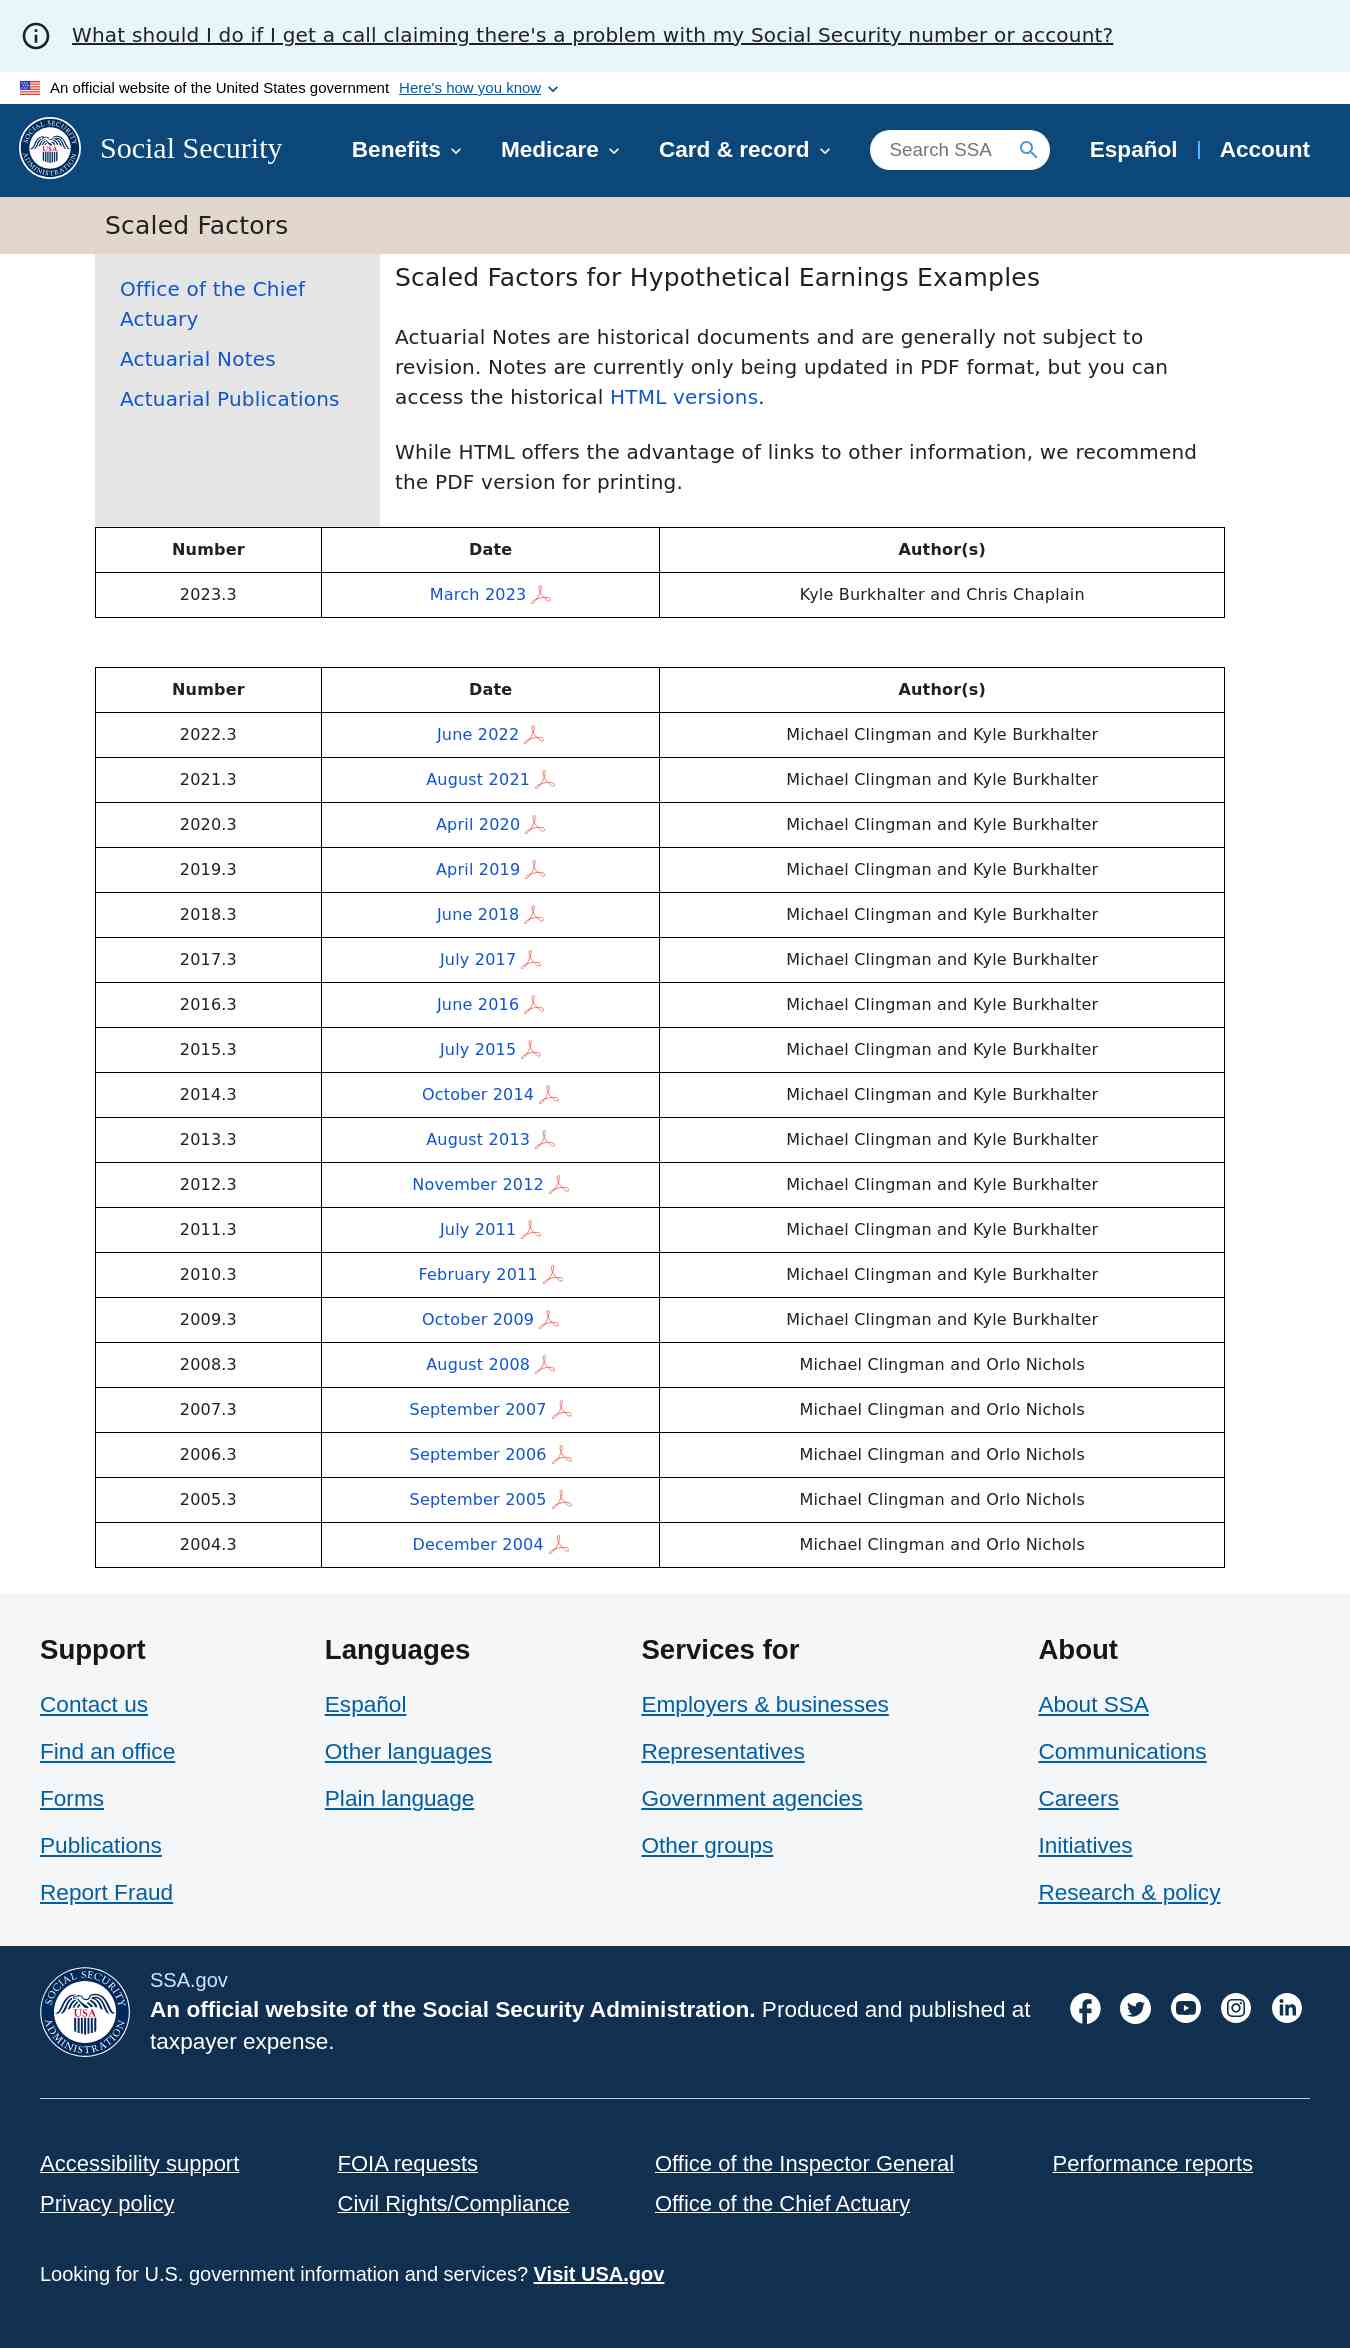 What should I do if I get a call claiming there's a problem with my Social Security number or account?
An official website of the United States government Here's how you know
Social Security Benefits Medicare Card & record Search SSA Español Account
Scaled Factors
Office of the Chief
Actuary
Actuarial Notes
Actuarial Publications
Scaled Factors for Hypothetical Earnings Examples
Actuarial Notes are historical documents and are generally not subject to
revision. Notes are currently only being updated in PDF format, but you can
access the historical HTML versions.
While HTML offers the advantage of links to other information, we recommend
the PDF version for printing.
Number Date Author(s)
2023.3 March 2023 Kyle Burkhalter and Chris Chaplain
Number Date Author(s)
2022.3 June 2022 Michael Clingman and Kyle Burkhalter
2021.3 August 2021 Michael Clingman and Kyle Burkhalter
2020.3 April 2020 Michael Clingman and Kyle Burkhalter
2019.3 April 2019 Michael Clingman and Kyle Burkhalter
2018.3 June 2018 Michael Clingman and Kyle Burkhalter
2017.3 July 2017 Michael Clingman and Kyle Burkhalter
2016.3 June 2016 Michael Clingman and Kyle Burkhalter
2015.3 July 2015 Michael Clingman and Kyle Burkhalter
2014.3 October 2014 Michael Clingman and Kyle Burkhalter
2013.3 August 2013 Michael Clingman and Kyle Burkhalter
2012.3 November 2012 Michael Clingman and Kyle Burkhalter
2011.3 July 2011 Michael Clingman and Kyle Burkhalter
2010.3 February 2011 Michael Clingman and Kyle Burkhalter
2009.3 October 2009 Michael Clingman and Kyle Burkhalter
2008.3 August 2008 Michael Clingman and Orlo Nichols
2007.3 September 2007 Michael Clingman and Orlo Nichols
2006.3 September 2006 Michael Clingman and Orlo Nichols
2005.3 September 2005 Michael Clingman and Orlo Nichols
2004.3 December 2004 Michael Clingman and Orlo Nichols
Support
Contact us
Find an office
Forms
Publications
Report Fraud
Languages
Español
Other languages
Plain language
Services for
Employers & businesses
Representatives
Government agencies
Other groups
About
About SSA
Communications
Careers
Initiatives
Research & policy
SOCIAL SECURITY
USA
ADMINISTRATION
SSA.gov
An official website of the Social Security Administration. Produced and published at
taxpayer expense.
Accessibility support
Privacy policy
FOIA requests
Civil Rights/Compliance
Office of the Inspector General
Office of the Chief Actuary
Performance reports
Looking for U.S. government information and services? Visit USA.gov